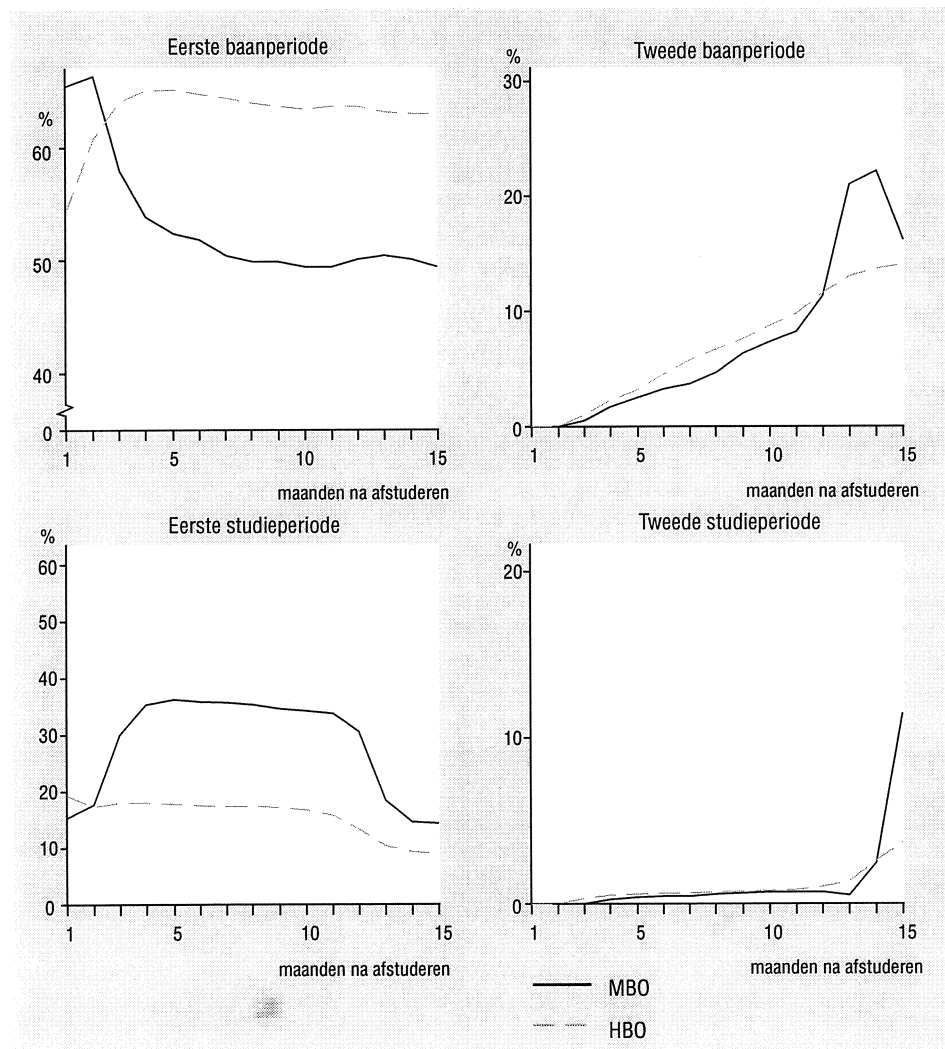 Eerste baanperiode
%
60
50
40
0
1 5 10 15
maanden na afstuderen
Tweede baanperiode
%
30
20
10
0
1 5 10 15
maanden na afstuderen
Eerste studieperiode
%
60
50
40
30
20
10
0
1 5 10 15
maanden na afstuderen
Tweede studieperiode
%
20
10
0
1 5 10 15
maanden na afstuderen
MBO
HBO